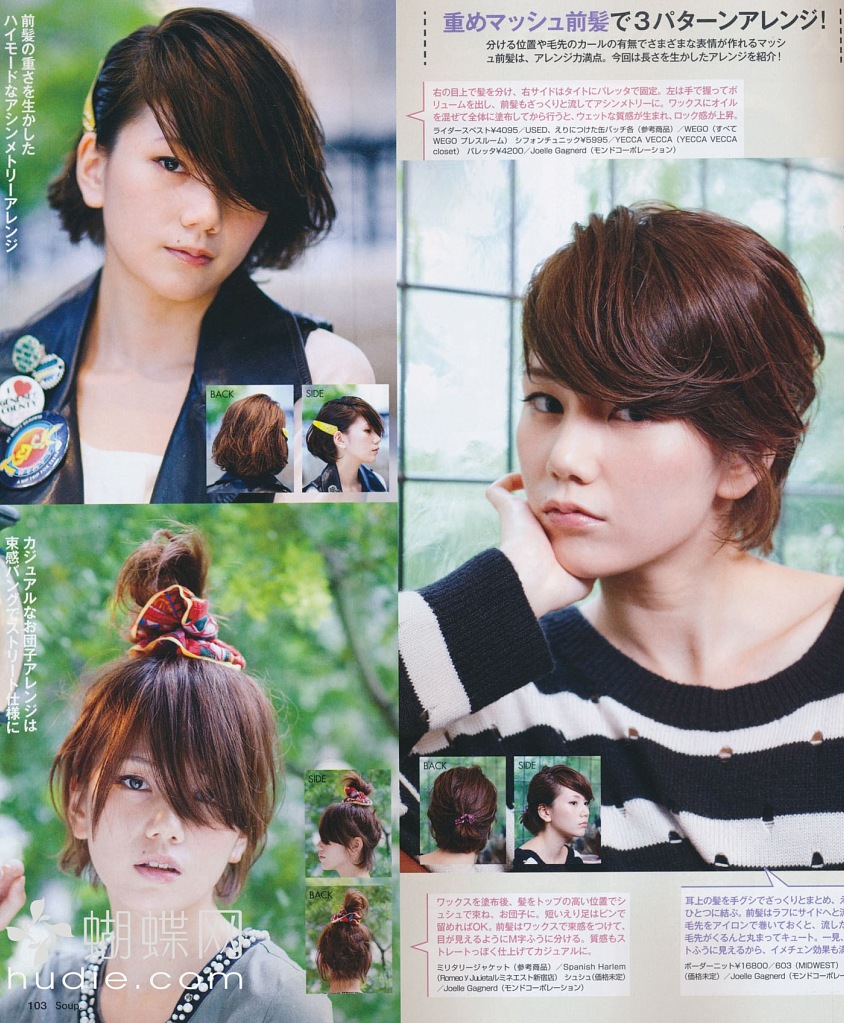 重めマッシュ前髪で3パターンアレンジ!
分ける位置や毛先のカールの有無でさまざまな表情が作れるマッシ
ュ前髪は、アレンジ力満点。今回は長さを生かしたアレンジを紹介!
前髪の重さを生かした
ハイモードなアシンメトリーアレンジ
右の目上で髪を分け、右サイドはタイトにバレッタで固定。左は手で握ってボ
リュームを出し、前髪もざっくりと流してアシンメトリーに。ワックスにオイル
を混ぜて全体に塗布してから行うと、ウェットな質感が生まれ、ロック感が上昇。
ライダースベスト¥4095/USED、えりにつけた缶バッチ各(参考商品)/WEGO(すべて
WEGO プレスルーム) シフォンチュニック¥5995/YECCA VECCA(YECCA VECCA
closet) バレッタ¥4200/Joelle Gagnerd(モンドコーポレーション)
I
COUNTY
BACK
SIDE
カジュアルなお団子アレンジは
束感バングでストリート仕様に
SIDE
BACK
BACK
SIDE
ワックスを塗布後、髪をトップの高い位置でシ
ュシュで束ね、お団子に。短いえり足はピンで
留めればOK。前髪はワックスで束感をつけて、
目が見えるようにM字ふうに分ける。質感もス
トレートっぽく仕上げてカジュアルに。
ミリタリージャケット(参考商品)/Spanish Harlem
(Romeo Y Juuietaルミネエスト新宿店) シュシュ(価格未定)
/Joelle Gagnerd(モンドコーポレーション)
耳上の髪を手グシでざっくりとまとめ、え
ひとつに結ぶ。前髪はラフにサイドへと流
毛先をアイロンで巻いておくと、流した
毛先がくるんと丸まってキュート。一見、
トふうに見えるから、イメチェン効果も満
ボーダーニット¥16800/603(MIDWEST)
(価格未定)/Joelle Gagnerd(モンドコーポレー
蝴蝶网
hudie.com
103 Soup.